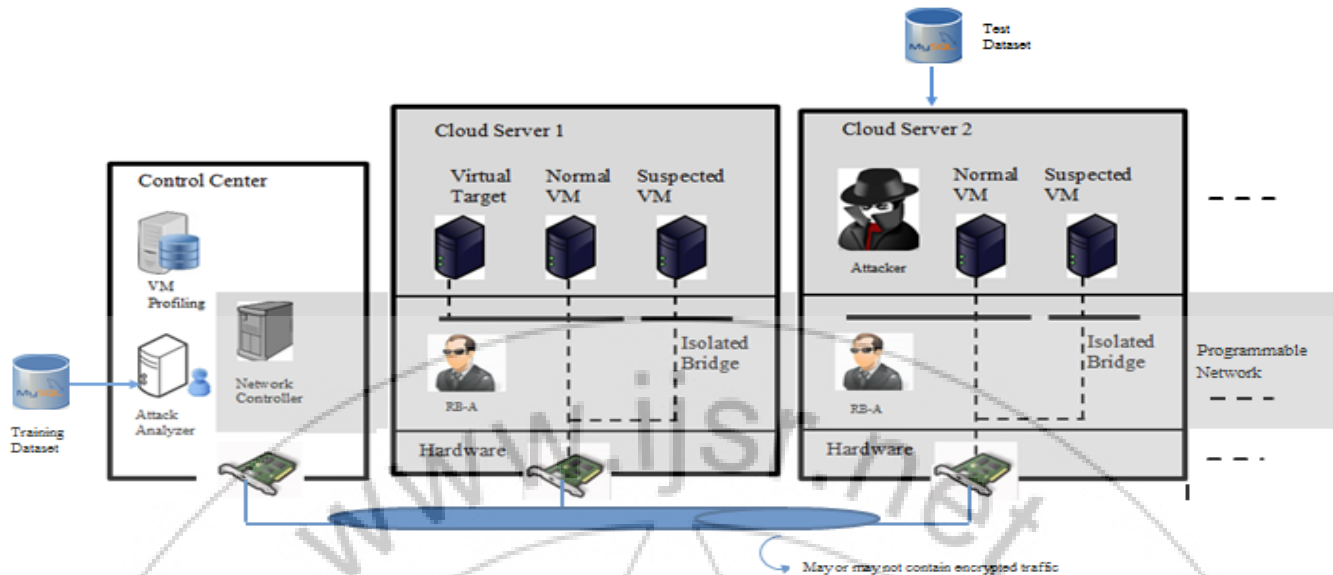 Test
Dataset
MySQL
Control Center
VM
Profiling
Network
Controller
Attack
Analyzer
MySQL
Training
Dataset
Cloud Server 1
Virtual
Target
Normal
VM
Suspected
VM
Isolated
Bridge
RB-A
Hardware
Cloud Server 2
Attacker
Normal
VM
Suspected
VM
Isolated
Bridge
RB-A
Hardware
Programmable
Network
www.ijsr.net
May or may not contain encrypted traffic